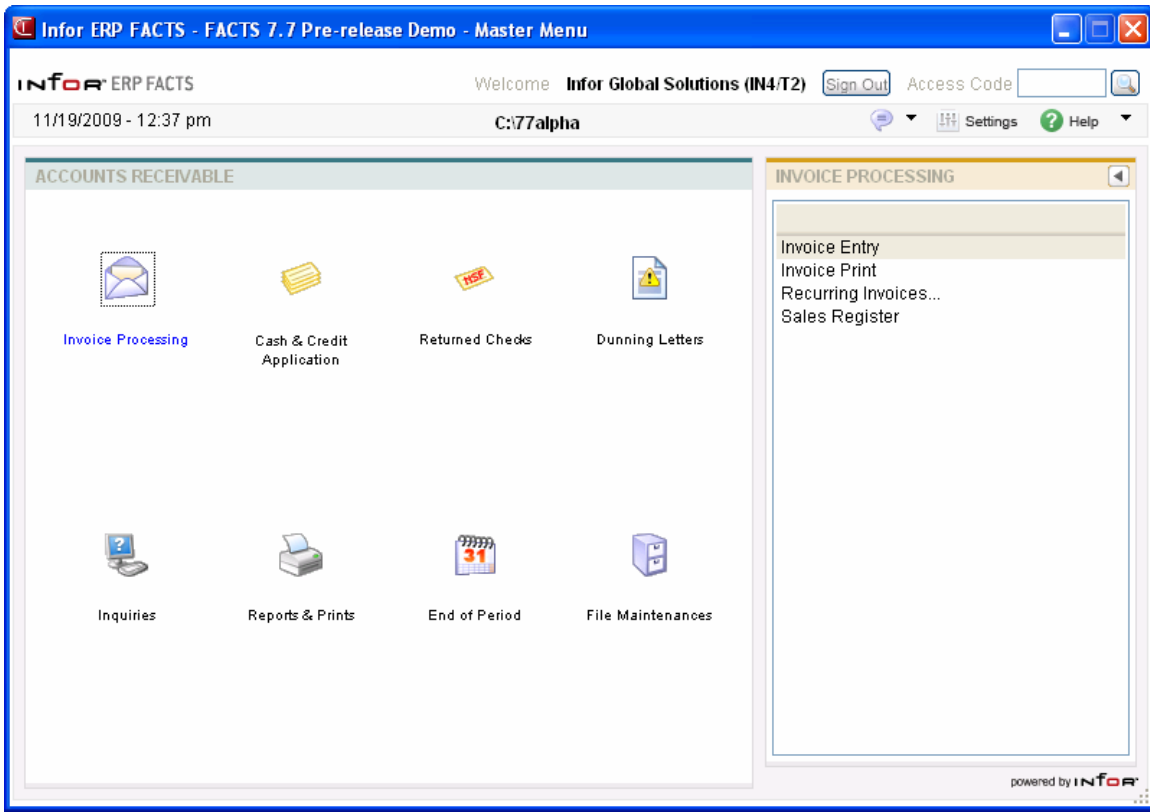 Infor ERP FACTS - FACTS 7.7 Pre-release Demo - Master Menu
infor ERP FACTS Welcome Infor Global Solutions (IN4/T2) Sign Out Access Code
11/19/2009 - 12:37 pm C:\77alpha Settings ? Help
ACCOUNTS RECEIVABLE
NSF
Invoice Processing Cash & Credit Application Returned Checks Dunning Letters
?
31
Inquiries Reports & Prints End of Period File Maintenances
INVOICE PROCESSING
Invoice Entry
Invoice Print
Recurring Invoices...
Sales Register
powered by infor